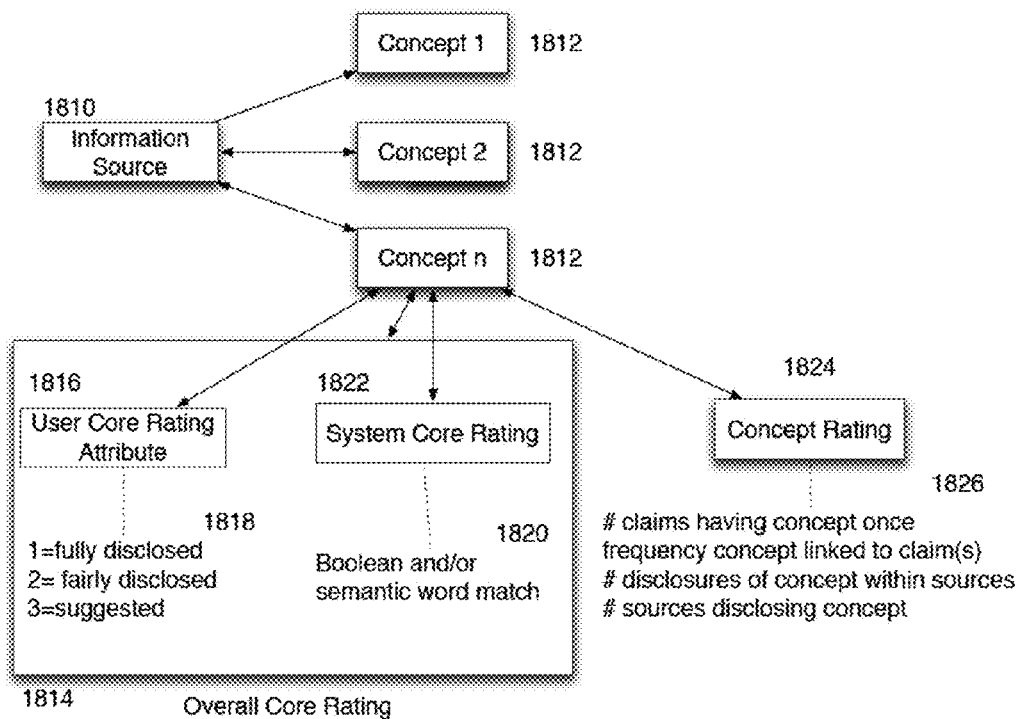 Concept 1
1812
1810
Information
Source
Concept 2
1812
Concept n
1812
1816
User Core Rating
Attribute
1822
System Core Rating
1824
Concept Rating
1818
1=fully disclosed
2= fairly disclosed
3=suggested
1820
Boolean and/or
semantic word match
1826
# claims having concept once
frequency concept linked to claim(s)
# disclosures of concept within sources
# sources disclosing concept
1814
Overall Core Rating